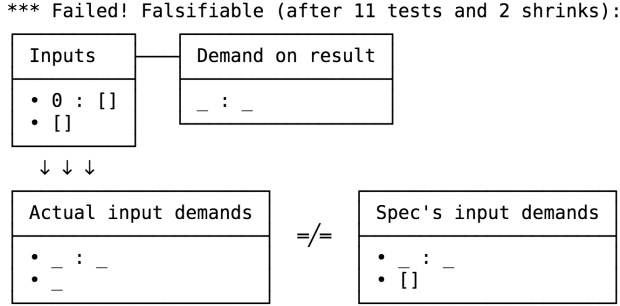 *** Failed! Falsifiable (after 11 tests and 2 shrinks):
Inputs
• 0 : []
• []
Demand on result
_ : _
↓ ↓ ↓
Actual input demands
• _ : _
• _
=/=
Spec's input demands
• _ : _
• []